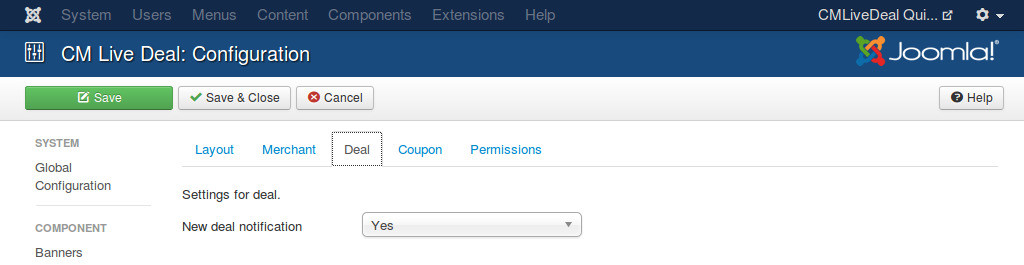 System Users Menus Content Components Extensions Help CMLiveDeal Qui...
CM Live Deal: Configuration Joomla!
Save Save & Close Cancel Help
SYSTEM
Global
Configuration
COMPONENT
Banners
Layout Merchant Deal Coupon Permissions
Settings for deal.
New deal notification Yes